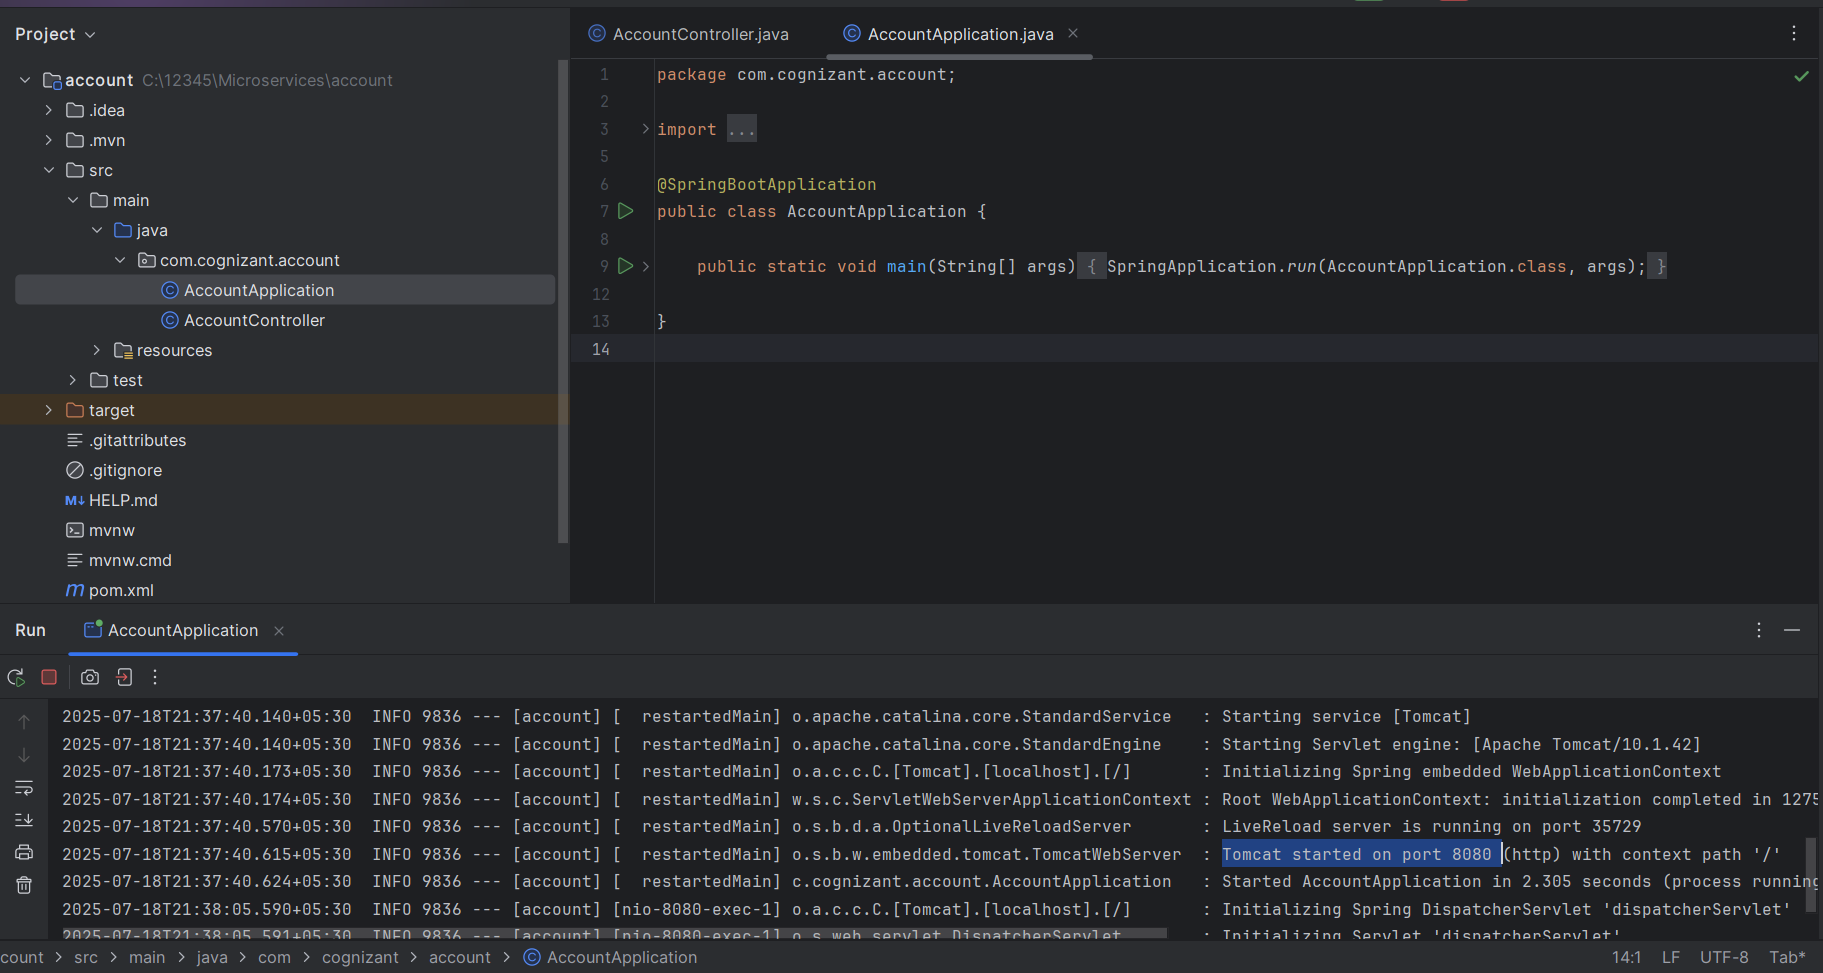 Project
account C:\12345\Microservices\account
.idea
.mvn
src
main
java
com.cognizant.account
AccountApplication
AccountController
resources
test
target
.gitattributes
.gitignore
M↓ HELP.md
mvnw
mvnw.cmd
m pom.xml
AccountController.java AccountApplication.java
1 package com.cognizant.account;
2
3 import ...
5
6 @SpringBootApplication
7 public class AccountApplication {
8
9 public static void main(String[] args) { SpringApplication.run(AccountApplication.class, args); }
12
13 }
14
Run AccountApplication
2025-07-18T21:37:40.140+05:30 INFO 9836 --- [account] [ restartedMain] o.apache.catalina.core.StandardService : Starting service [Tomcat]
2025-07-18T21:37:40.140+05:30 INFO 9836 --- [account] [ restartedMain] o.apache.catalina.core.StandardEngine : Starting Servlet engine: [Apache Tomcat/10.1.42]
2025-07-18T21:37:40.173+05:30 INFO 9836 --- [account] [ restartedMain] o.a.c.c.C.[Tomcat].[localhost].[/] : Initializing Spring embedded WebApplicationContext
2025-07-18T21:37:40.174+05:30 INFO 9836 --- [account] [ restartedMain] w.s.c.ServletWebServerApplicationContext : Root WebApplicationContext: initialization completed in 1275
2025-07-18T21:37:40.570+05:30 INFO 9836 --- [account] [ restartedMain] o.s.b.d.a.OptionalLiveReloadServer : LiveReload server is running on port 35729
2025-07-18T21:37:40.615+05:30 INFO 9836 --- [account] [ restartedMain] o.s.b.w.embedded.tomcat.TomcatWebServer : Tomcat started on port 8080 (http) with context path '/'
2025-07-18T21:37:40.624+05:30 INFO 9836 --- [account] [ restartedMain] c.cognizant.account.AccountApplication : Started AccountApplication in 2.305 seconds (process running
2025-07-18T21:38:05.590+05:30 INFO 9836 --- [account] [nio-8080-exec-1] o.a.c.c.C.[Tomcat].[localhost].[/] : Initializing Spring DispatcherServlet 'dispatcherServlet'
2025-07-18T21:38:05.591+05:30 INFO 9836 --- [account] [nio-8080-exec-1] o.s.web.servlet.DispatcherServlet : Initializing Servlet 'dispatcherServlet'
count > src > main > java > com > cognizant > account > AccountApplication 14:1 LF UTF-8 Tab*